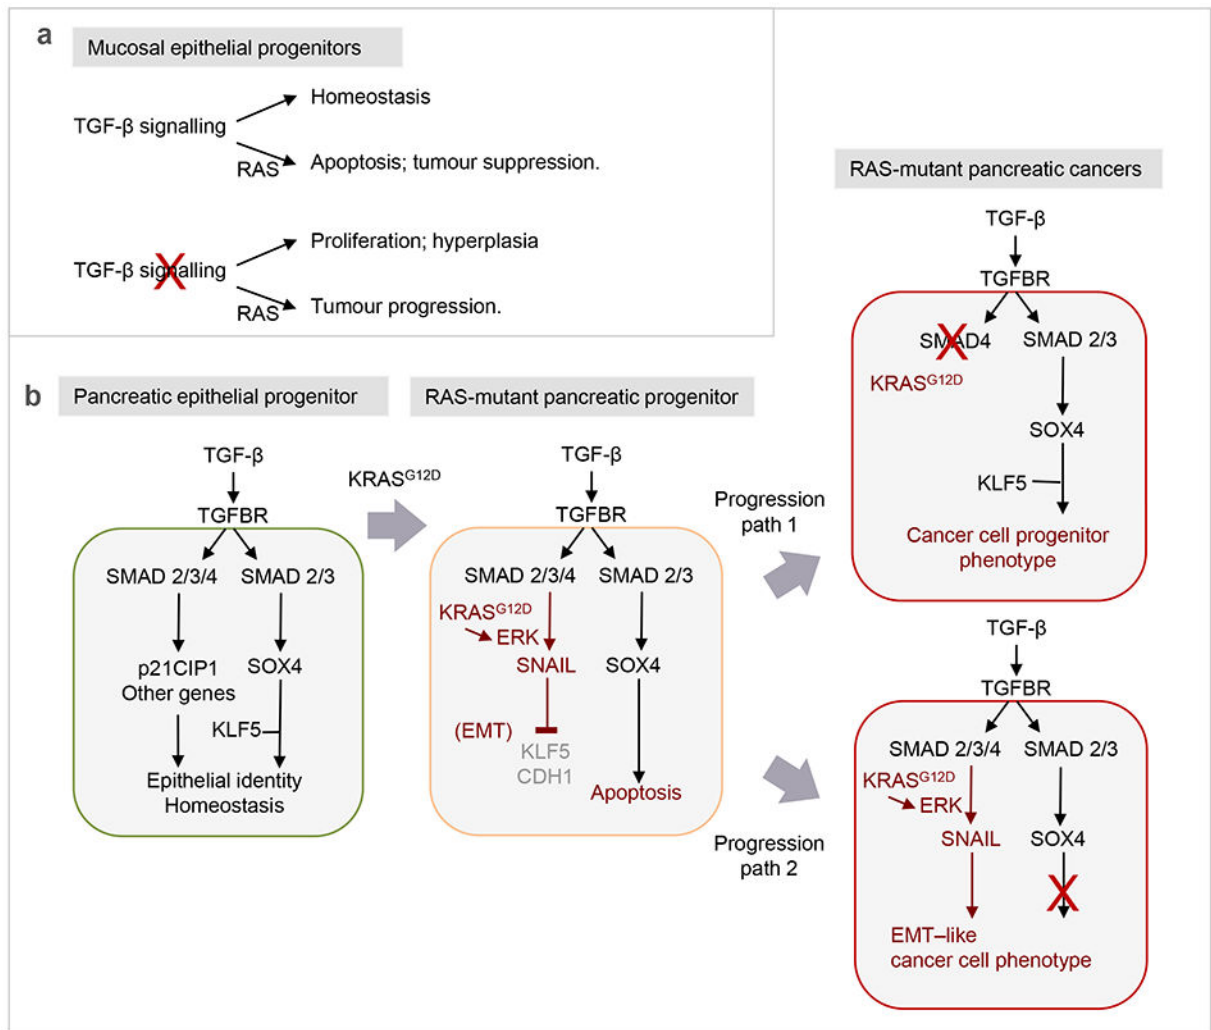 a
Mucosal epithelial progenitors
TGF-β signalling
Homeostasis
RAS
Apoptosis; tumour suppression.
TGF-β signalling
X
Proliferation; hyperplasia
RAS
Tumour progression.
b
Pancreatic epithelial progenitor
TGF-β
TGFBR
SMAD 2/3/4
SMAD 2/3
p21CIP1
Other genes
SOX4
KLF5
Epithelial identity
Homeostasis
KRASG12D
RAS-mutant pancreatic progenitor
TGF-β
TGFBR
SMAD 2/3/4
SMAD 2/3
KRASG12D
ERK
SNAIL
SOX4
(EMT)
KLF5
CDH1
Apoptosis
Progression
path 1
Progression
path 2
RAS-mutant pancreatic cancers
TGF-β
TGFBR
SMAD4
X
SMAD 2/3
KRASG12D
SOX4
KLF5
Cancer cell progenitor
phenotype
TGF-β
TGFBR
SMAD 2/3/4
SMAD 2/3
KRASG12D
ERK
SNAIL
SOX4
X
EMT–like
cancer cell phenotype